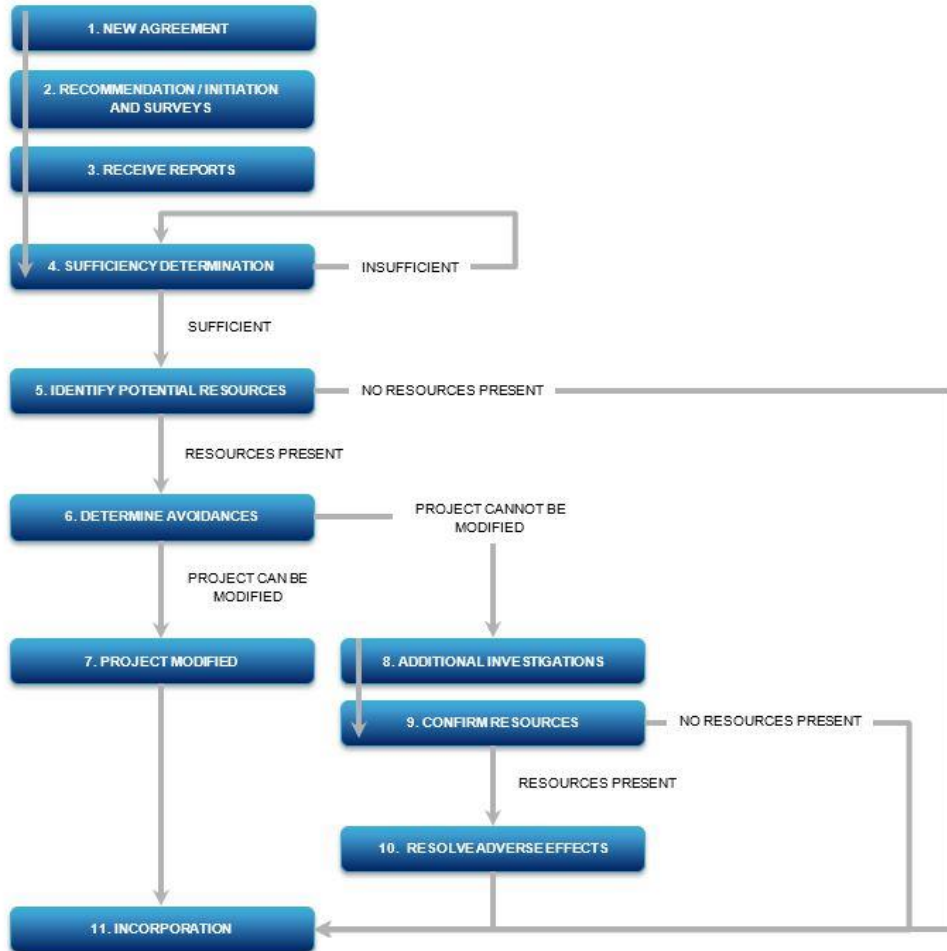 1. NEW AGREEMENT
2. RECOMMENDATION / INITIATION
AND SURVEYS
3. RECEIVE REPORTS
4. SUFFICIENCY DETERMINATION
INSUFFICIENT
SUFFICIENT
5. IDENTIFY POTENTIAL RESOURCES
NO RESOURCES PRESENT
RESOURCES PRESENT
6. DETERMINE AVOIDANCES
PROJECT CANNOT BE
MODIFIED
PROJECT CAN BE
MODIFIED
7. PROJECT MODIFIED
8. ADDITIONAL INVESTIGATIONS
9. CONFIRM RESOURCES
NO RESOURCES PRESENT
RESOURCES PRESENT
10. RESOLVE ADVERSE EFFECTS
11. INCORPORATION